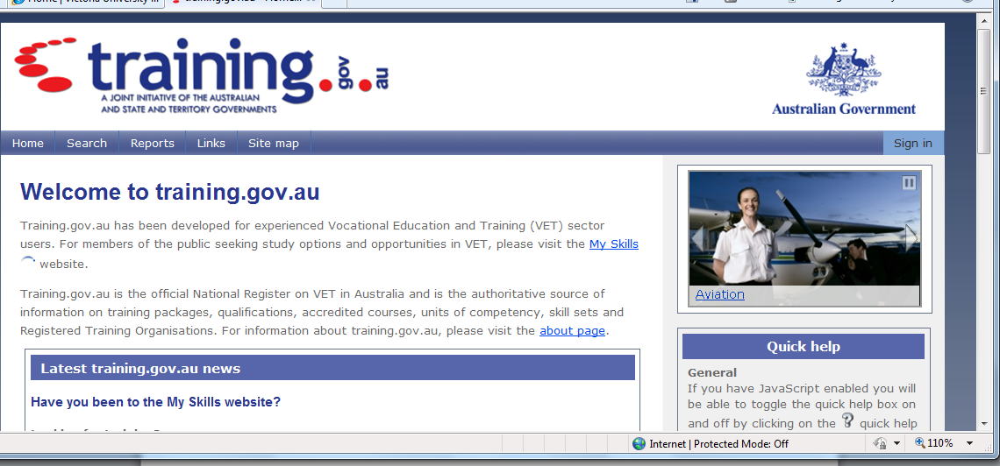 training.gov.au
A JOINT INITIATIVE OF THE AUSTRALIAN
AND STATE AND TERRITORY GOVERNMENTS
Australian Government
Home
Search
Reports
Links
Site map
Sign in
Welcome to training.gov.au
Training.gov.au has been developed for experienced Vocational Education and Training (VET) sector
users. For members of the public seeking study options and opportunities in VET, please visit the My Skills
website.
Training.gov.au is the official National Register on VET in Australia and is the authoritative source of
information on training packages, qualifications, accredited courses, units of competency, skill sets and
Registered Training Organisations. For information about training.gov.au, please visit the about page.
Latest training.gov.au news
Have you been to the My Skills website?
Aviation
Quick help
General
If you have JavaScript enabled you will
be able to toggle the quick help box on
and off by clicking on the quick help
Internet | Protected Mode: Off
110%